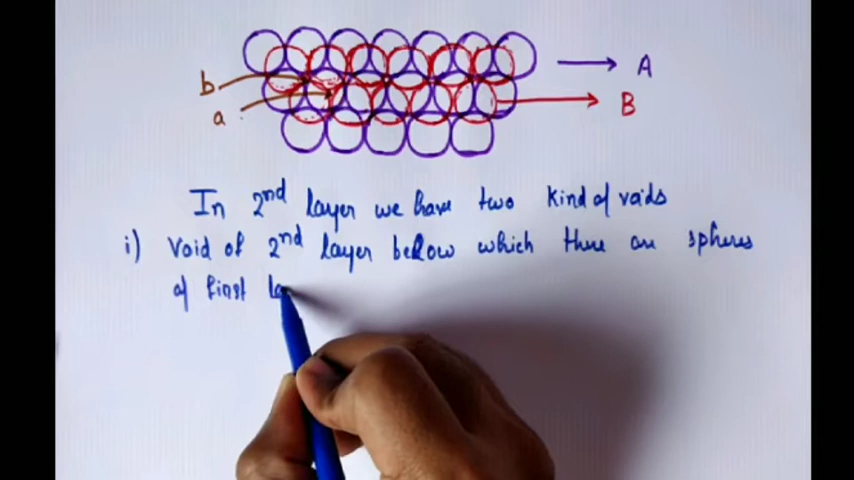 A
b
a
B
In 2nd layer we have two kind of voids
i) Void of 2nd layer below which there are spheres
of first la